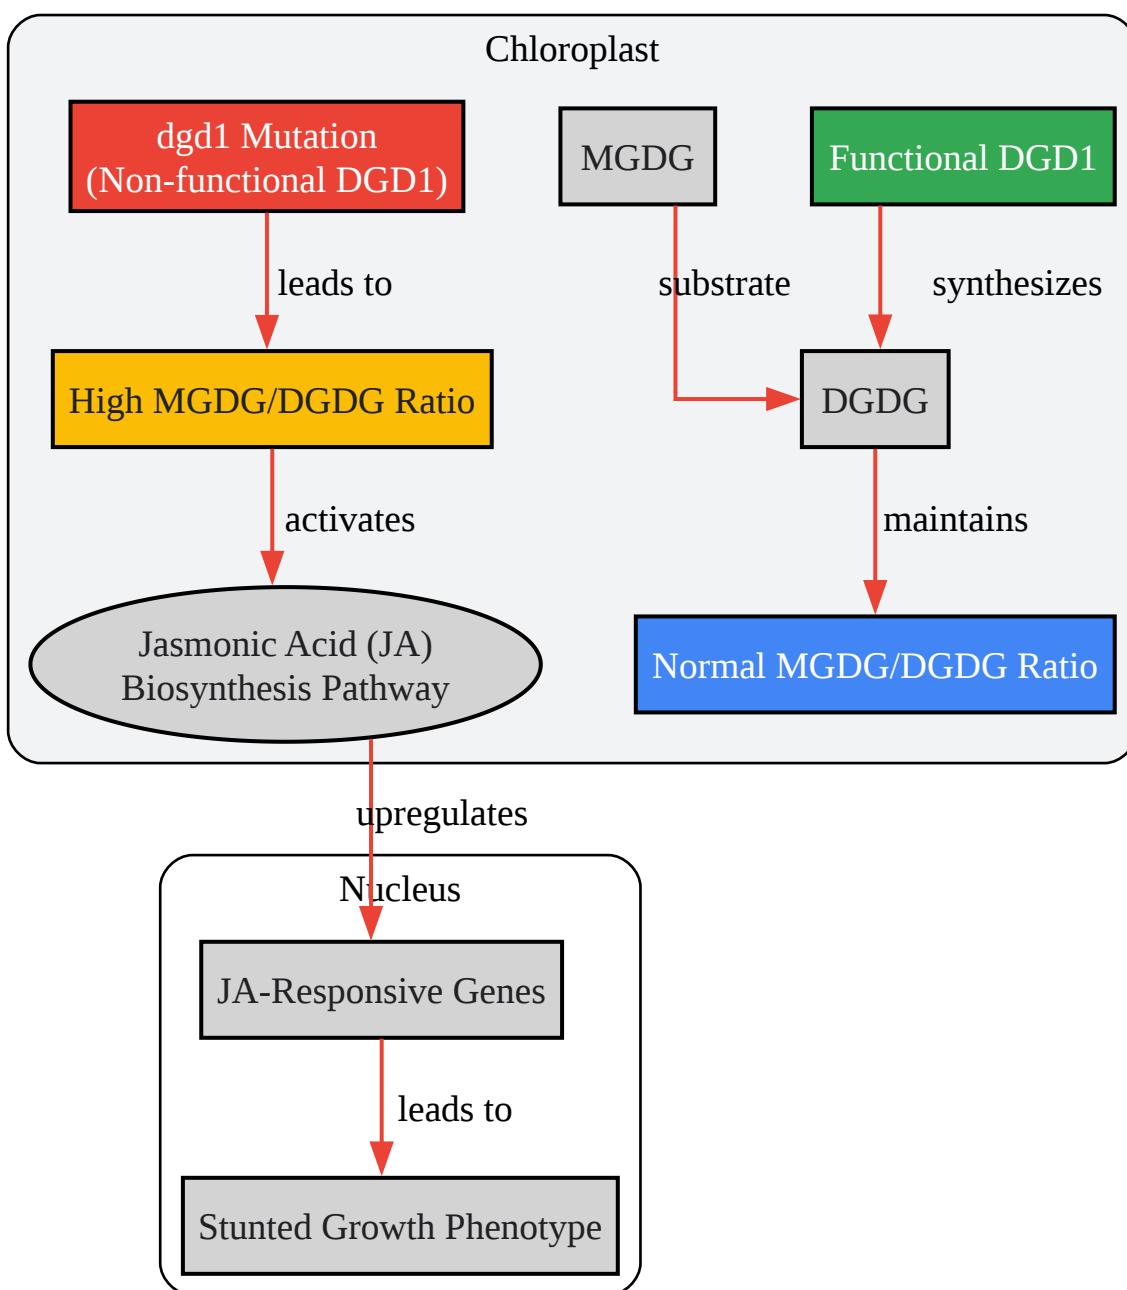 Chloroplast
dgd1 Mutation
(Non-functional DGD1)
MGDG
Functional DGD1
leads to
substrate
synthesizes
High MGDG/DGDG Ratio
DGDG
activates
maintains
Jasmonic Acid (JA)
Biosynthesis Pathway
Normal MGDG/DGDG Ratio
upregulates
Nucleus
JA-Responsive Genes
leads to
Stunted Growth Phenotype